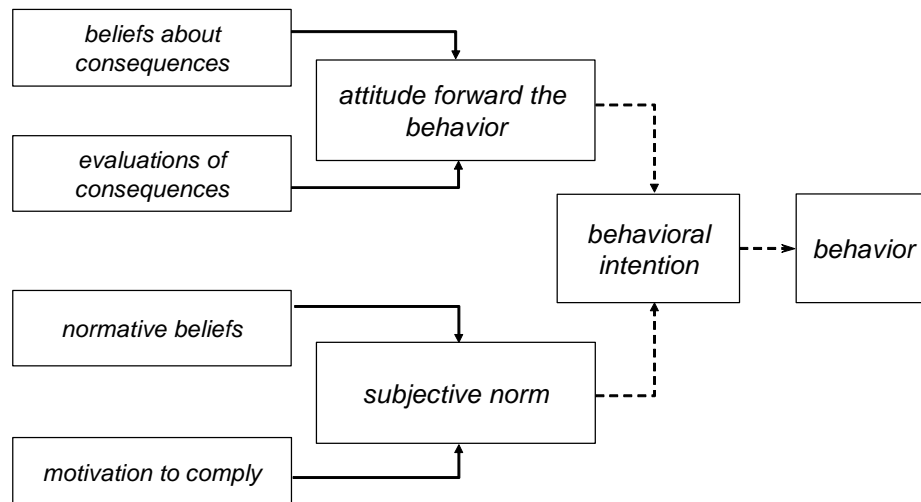 beliefs about
consequences
attitude forward the
behavior
evaluations of
consequences
behavioral
intention
behavior
normative beliefs
subjective norm
motivation to comply